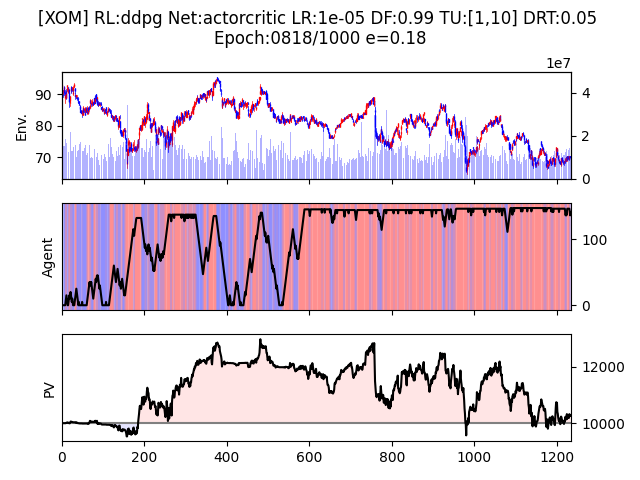 [XOM] RL:ddpg Net:actorcritic LR:1e-05 DF:0.99 TU:[1,10] DRT:0.05
Epoch:0818/1000 e=0.18
1e7
Env.
90
80
70
4
2
0
Agent
100
0
PV
12000
10000
0 200 400 600 800 1000 1200